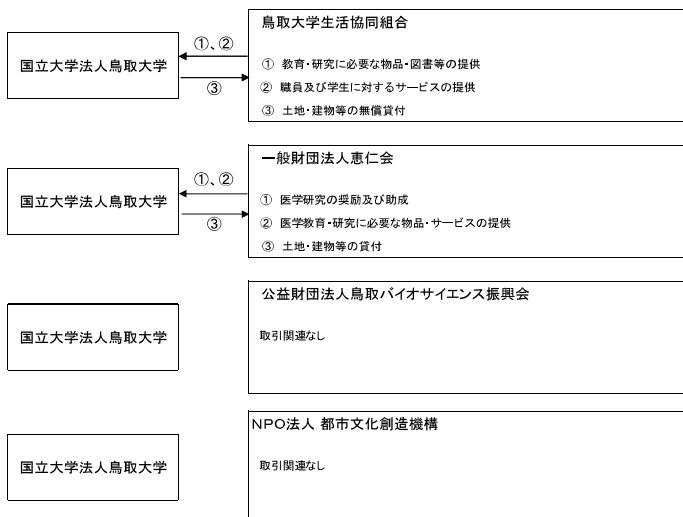 鳥取大学生活協同組合
国立大学法人鳥取大学
①、②
③
① 教育・研究に必要な物品・図書等の提供
② 職員及び学生に対するサービスの提供
③ 土地・建物等の無償貸付
一般財団法人恵仁会
国立大学法人鳥取大学
①、②
③
① 医学研究の奨励及び助成
② 医学教育・研究に必要な物品・サービスの提供
③ 土地・建物等の貸付
公益財団法人鳥取バイオサイエンス振興会
国立大学法人鳥取大学
取引関連なし
NPO法人 都市文化創造機構
国立大学法人鳥取大学
取引関連なし